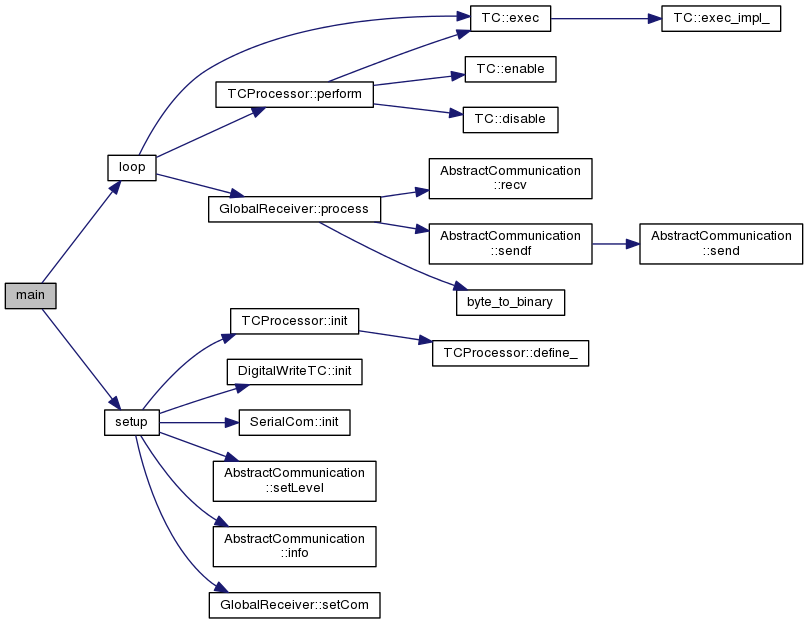 TC::exec
TC::exec_impl_
TC::enable
TCProcessor::perform
TC::disable
loop
AbstractCommunication
::recv
GlobalReceiver::process
AbstractCommunication
::sendf
AbstractCommunication
::send
main
byte_to_binary
TCProcessor::init
TCProcessor::define_
DigitalWriteTC::init
setup
SerialCom::init
AbstractCommunication
::setLevel
AbstractCommunication
::info
GlobalReceiver::setCom